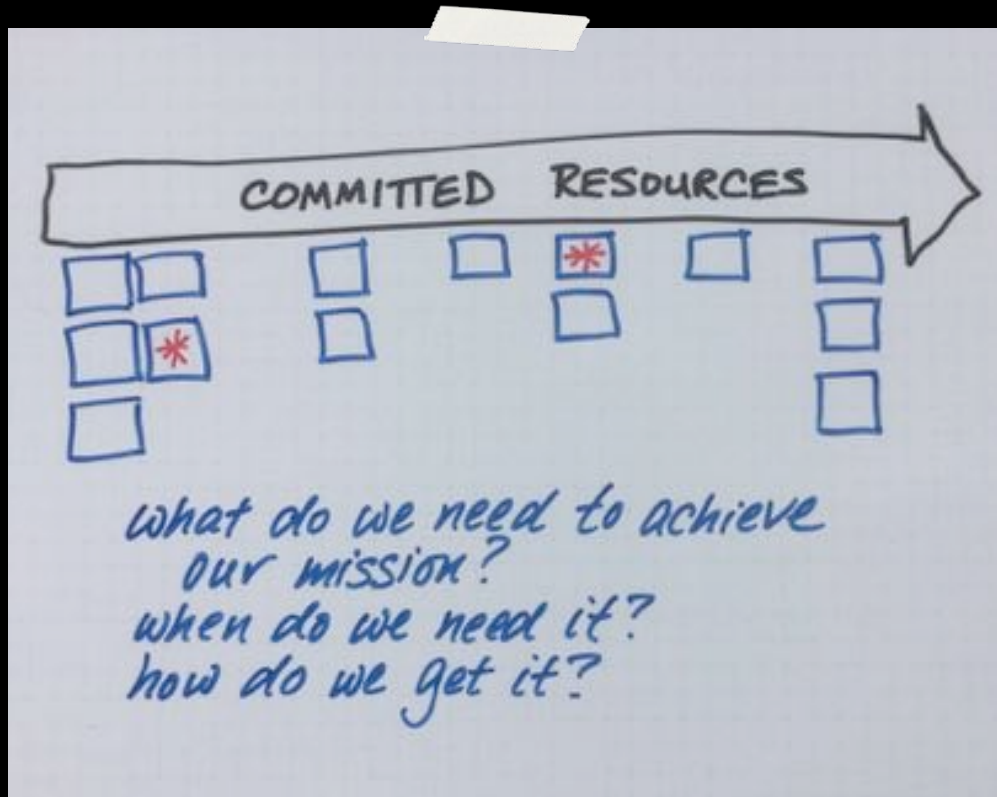 COMMITTED RESOURCES
what do we need to achieve
our mission?
when do we need it?
how do we get it?